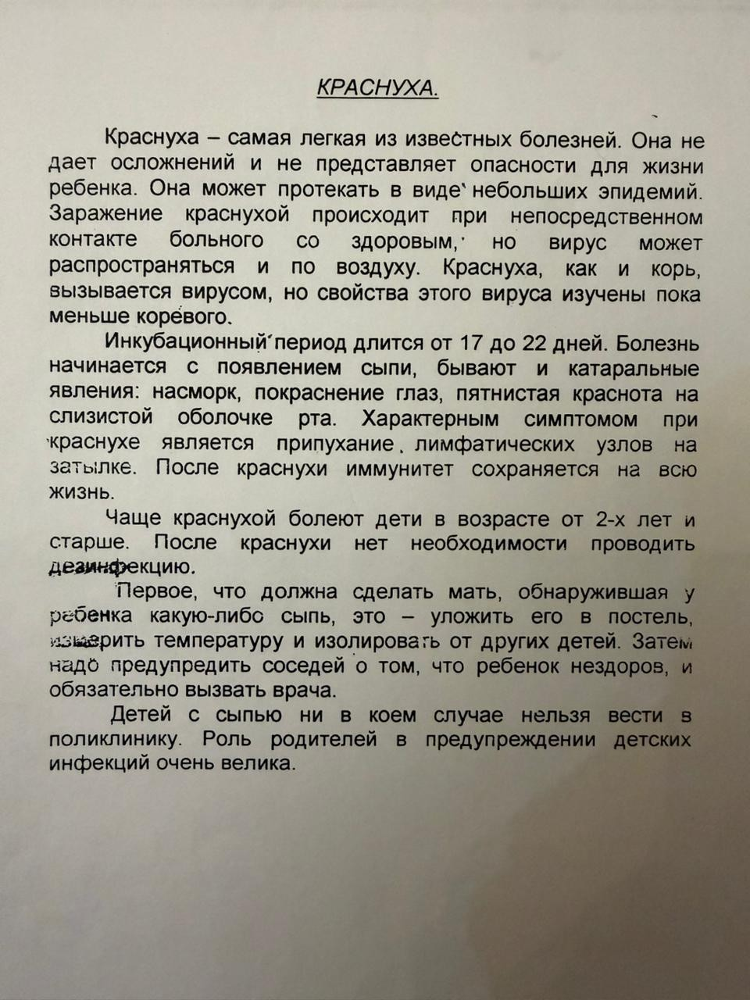 КРАСНУХА.
Краснуха – самая легкая из известных болезней. Она не
дает осложнений и не представляет опасности для жизни
ребенка. Она может протекать в виде небольших эпидемий.
Заражение краснухой происходит при непосредственном
контакте больного со здоровым, но вирус может
распространяться и по воздуху. Краснуха, как и корь,
вызывается вирусом, но свойства этого вируса изучены пока
меньше коревого.
Инкубационный период длится от 17 до 22 дней. Болезнь
начинается с появлением сыпи, бывают и катаральные
явления: насморк, покраснение глаз, пятнистая краснота на
слизистой оболочке рта. Характерным симптомом при
краснухе является припухание лимфатических узлов на
затылке. После краснухи иммунитет сохраняется на всю
жизнь.
Чаще краснухой болеют дети в возрасте от 2-х лет и
старше. После краснухи нет необходимости проводить
дезинфекцию.
Первое, что должна сделать мать, обнаружившая у
ребенка какую-либо сыпь, это – уложить его в постель,
измерить температуру и изолировать от других детей. Затем
надо предупредить соседей о том, что ребенок нездоров, и
обязательно вызвать врача.
Детей с сыпью ни в коем случае нельзя вести в
поликлинику. Роль родителей в предупреждении детских
инфекций очень велика.